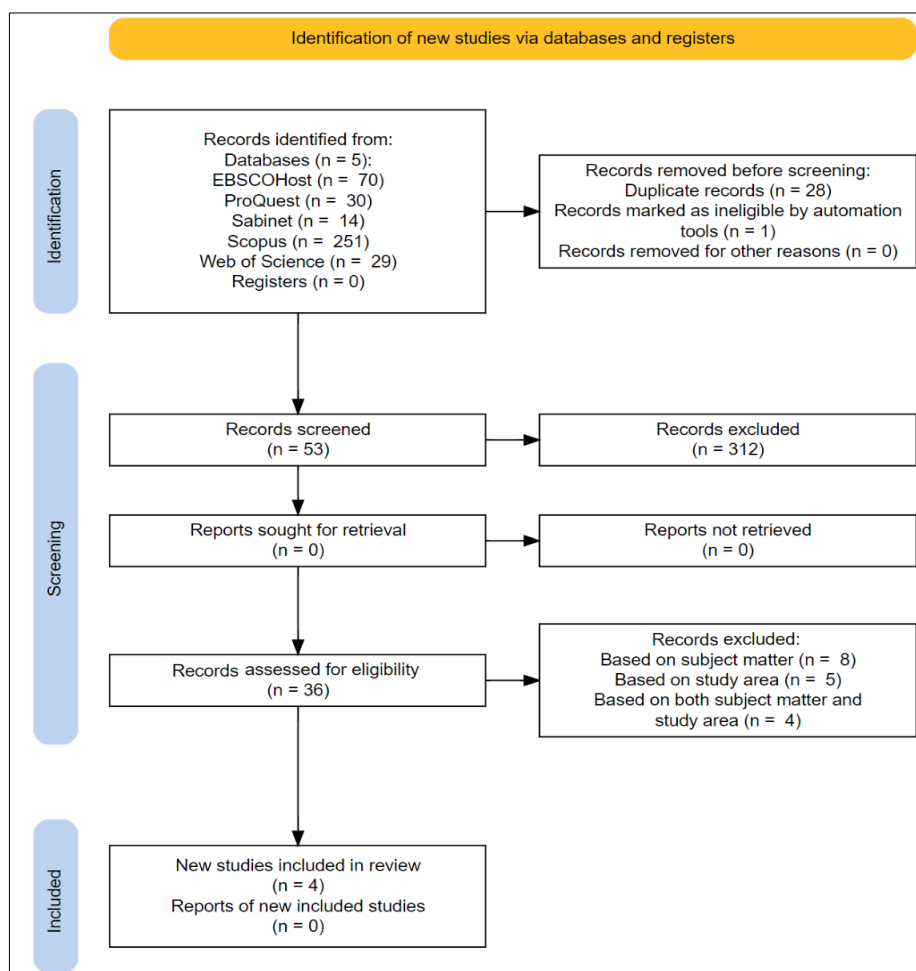 Identification of new studies via databases and registers
Identification
Records identified from:
Databases (n = 5):
EBSCOHost (n = 70)
ProQuest (n = 30)
Sabinet (n = 14)
Scopus (n = 251)
Web of Science (n = 29)
Registers (n = 0)
Records removed before screening:
Duplicate records (n = 28)
Records marked as ineligible by automation
tools (n = 1)
Records removed for other reasons (n = 0)
Screening
Records screened
(n = 53)
Records excluded
(n = 312)
Reports sought for retrieval
(n = 0)
Reports not retrieved
(n = 0)
Records assessed for eligibility
(n = 36)
Records excluded:
Based on subject matter (n = 8)
Based on study area (n = 5)
Based on both subject matter and
study area (n = 4)
Included
New studies included in review
(n = 4)
Reports of new included studies
(n = 0)